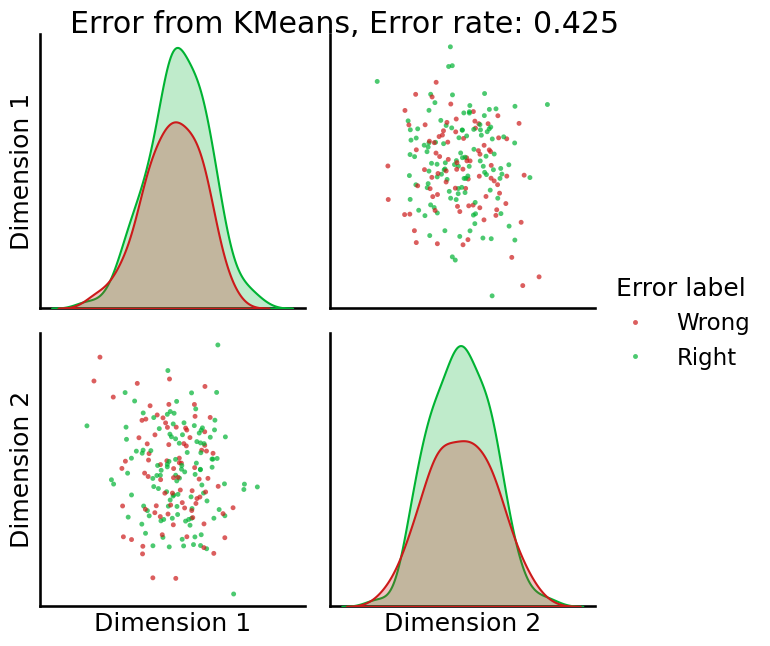 Error from KMeans, Error rate: 0.425
Dimension 1
Error label
Wrong
Right
Dimension 2
Dimension 1
Dimension 2